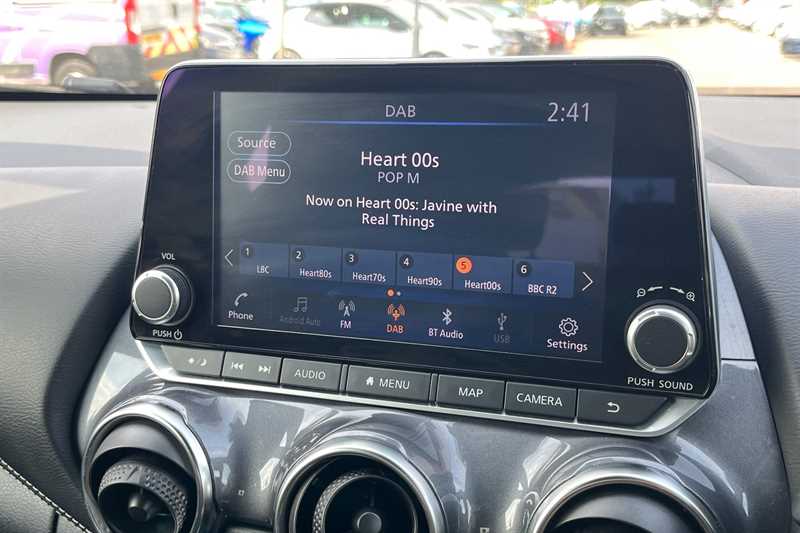 DAB
2:41
Source
Heart 00s
DAB Menu
POP M
Now on Heart 00s: Javine with
Real Things
1 2 3 4 5 6
LBC Heart80s Heart70s Heart90s Heart00s BBC R2
Phone Android Auto FM DAB BT Audio USB Settings
VOL
PUSH
PUSH SOUND
AUDIO MENU MAP CAMERA